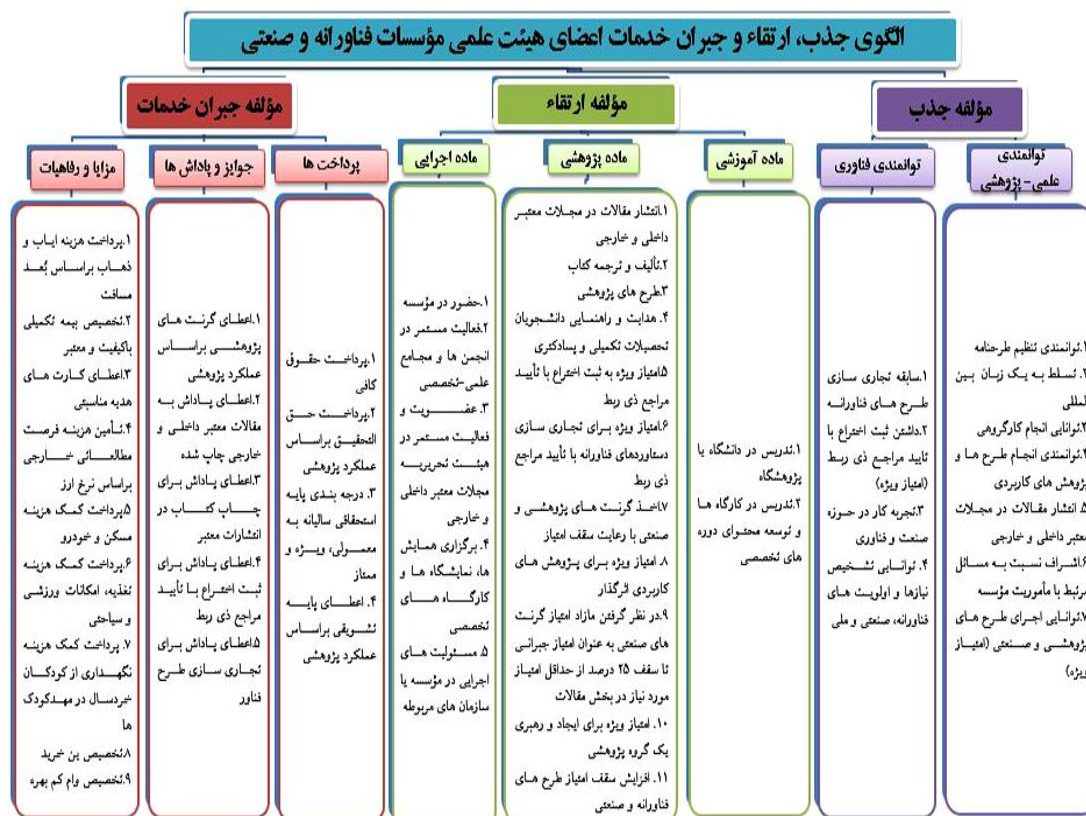 الگوی جذب، ارتقاء و جبران خدمات اعضای هیئت علمی مؤسسات فناورانه و صنعتی
مؤلفه جذب
مؤلفه ارتقاء
مؤلفه جبران خدمات
توانمندی
علمی- پژوهشی
توانمندی فناوری
ماده آموزشی
ماده پژوهشی
ماده اجرایی
پرداخت ها
جوایز و پاداش ها
مزایا و رفاهیات
۱.توانمندی تنظیم طرحنامه
۲. تسلط به یک زبان بین
المللی
۳.توانایی انجام کارگروهی
۴.توانمندی انجام طرح ها و
پژوهش های کاربردی
۵. انتشار مقالات در مجلات
معتبر داخلی و خارجی
۶.اشراف نسبت به مسائل
مرتبط با مأموریت مؤسسه
۷.توانایی اجرای طرح های
پژوهشی و صنعتی (امتیاز
ویژه)
۱.سابقه تجاری سازی
طرح های فناورانه
۲.داشتن ثبت اختراع با
تایید مراجع ذی ربط
(امتیاز ویژه)
۳.تجربه کار در حوزه
صنعت و فناوری
۴. توانایی تشخیص
نیازها و اولویت های
فناورانه، صنعتی و ملی
۱.تدریس در دانشگاه یا
پژوهشگاه
۲.تدریس در کارگاه ها
و توسعه محتوای دوره
های تخصصی
۱.انتشار مقالات در مجلات معتبر
داخلی و خارجی
۲.تألیف و ترجمه کتاب
۳.طرح های پژوهشی
۴. هدایت و راهنمایی دانشجویان
تحصیلات تکمیلی و پسادکتری
۵.امتیاز ویژه به ثبت اختراع با تأیید
مراجع ذی ربط
۶.امتیاز ویژه برای تجاری سازی
دستاوردهای فناورانه با تأیید مراجع
ذی ربط
۷.اخذ گرنت های پژوهشی و
صنعتی با رعایت سقف امتیاز
۸. امتیاز ویژه برای پژوهش های
کاربردی اثرگذار
۹.در نظر گرفتن مازاد امتیاز گرنت
های صنعتی به عنوان امتیاز جبرانی
تا سقف ۲۵ درصد از حداقل امتیاز
مورد نیاز در بخش مقالات
۱۰. امتیاز ویژه برای ایجاد و رهبری
یک گروه پژوهشی
۱۱. افزایش سقف امتیاز طرح های
فناورانه و صنعتی
۱.حضور در مؤسسه
۲.فعالیت مستمر در
انجمن ها و مجامع
علمی-تخصصی
۳. عضویت و
فعالیت مستمر در
هیئت تحریریه
مجلات معتبر داخلی
و خارجی
۴. برگزاری همایش
ها، نمایشگاه ها و
کارگاه های
تخصصی
۵. مسئولیت های
اجرایی در مؤسسه یا
سازمان های مربوطه
۱.پرداخت حقوق
کافی
۲.پرداخت حق
التحقیق براساس
عملکرد پژوهشی
۳. درجه بندی پایه
استحقاقی سالیانه به
معمولی، ویژه و
ممتاز
۴. اعطای پایه
تشویقی براساس
عملکرد پژوهشی
۱.اعطای گرنت های
پژوهشی براساس
عملکرد پژوهشی
۲.اعطای پاداش به
مقالات معتبر داخلی و
خارجی چاپ شده
۳.اعطای پاداش برای
چاپ کتاب در
انتشارات معتبر
۴.اعطای پاداش برای
ثبت اختراع با تأیید
مراجع ذی ربط
۵.اعطای پاداش برای
تجاری سازی طرح
فناور
۱.پرداخت هزینه ایاب و
ذهاب براساس بُعد
مسافت
۲.تخصیص بیمه تکمیلی
باکیفیت و معتبر
۳.اعطای کارت های
هدیه مناسبتی
۴.تأمین هزینه فرصت
مطالعاتی خارجی
براساس نرخ ارز
۵.پرداخت کمک هزینه
مسکن و خودرو
۶.پرداخت کمک هزینه
تغذیه، امکانات ورزشی
و سیاحتی
۷. پرداخت کمک هزینه
نگهداری از کودکان
خردسال در مهدکودک
ها
۸.تخصیص بن خرید
۹.تخصیص وام کم بهره